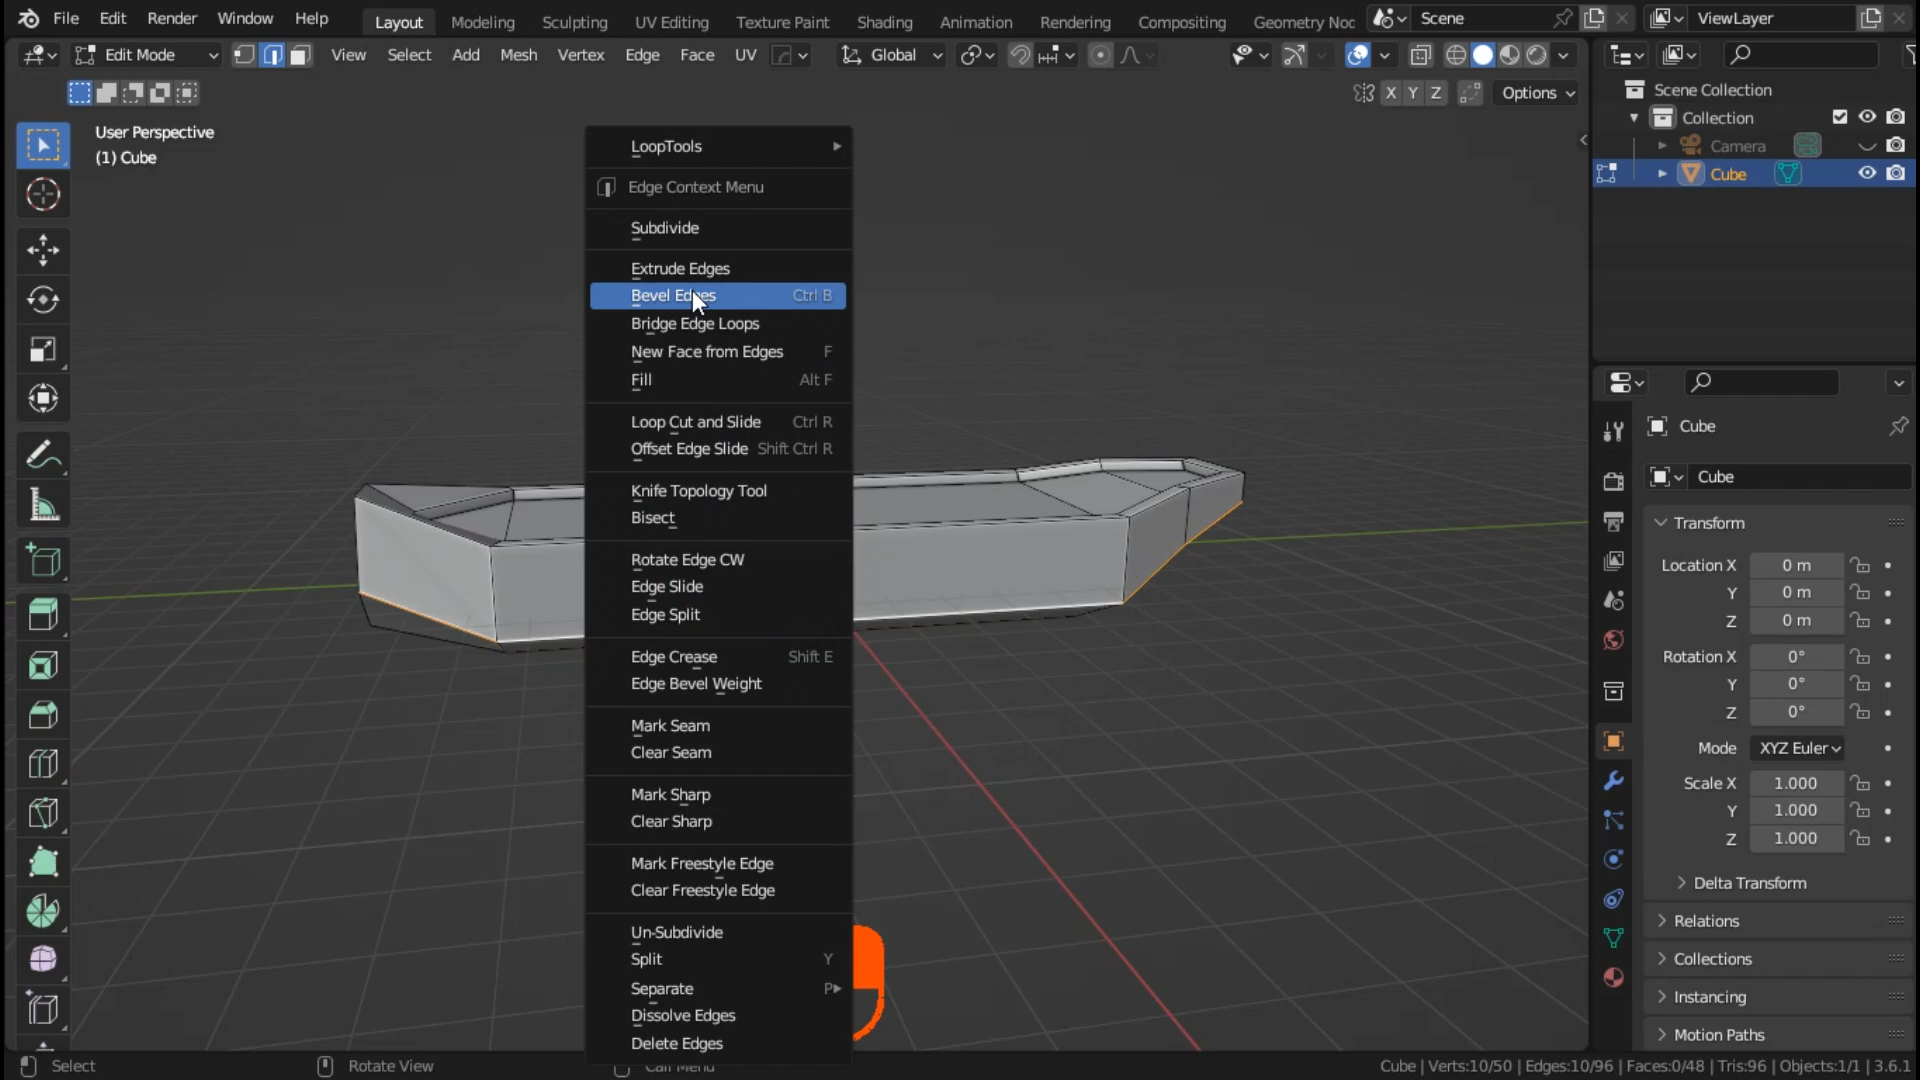 File Edit Render Window Help
Layout Modeling Sculpting UV Editing Texture Paint Shading Animation Rendering Compositing Geometry Noc
Scene
ViewLayer
Edit Mode
View Select Add Mesh Vertex Edge Face UV
Global
X Y Z
Options
User Perspective
(1) Cube
LoopTools
Edge Context Menu
Subdivide
Extrude Edges
Bevel Edges Ctrl B
Bridge Edge Loops
New Face from Edges F
Fill Alt F
Loop Cut and Slide Ctrl R
Offset Edge Slide Shift Ctrl R
Knife Topology Tool
Bisect
Rotate Edge CW
Edge Slide
Edge Split
Edge Crease Shift E
Edge Bevel Weight
Mark Seam
Clear Seam
Mark Sharp
Clear Sharp
Mark Freestyle Edge
Clear Freestyle Edge
Un-Subdivide
Split Y
Separate P
Dissolve Edges
Delete Edges
Scene Collection
Collection
Camera
Cube
Cube
Cube
Transform
Location X 0 m
Y 0 m
Z 0 m
Rotation X 0°
Y 0°
Z 0°
Mode XYZ Euler
Scale X 1.000
Y 1.000
Z 1.000
Delta Transform
Relations
Collections
Instancing
Motion Paths
Select
Rotate View
Call Menu
Cube | Verts:10/50 | Edges:10/96 | Faces:0/48 | Tris:96 | Objects:1/1 | 3.6.1